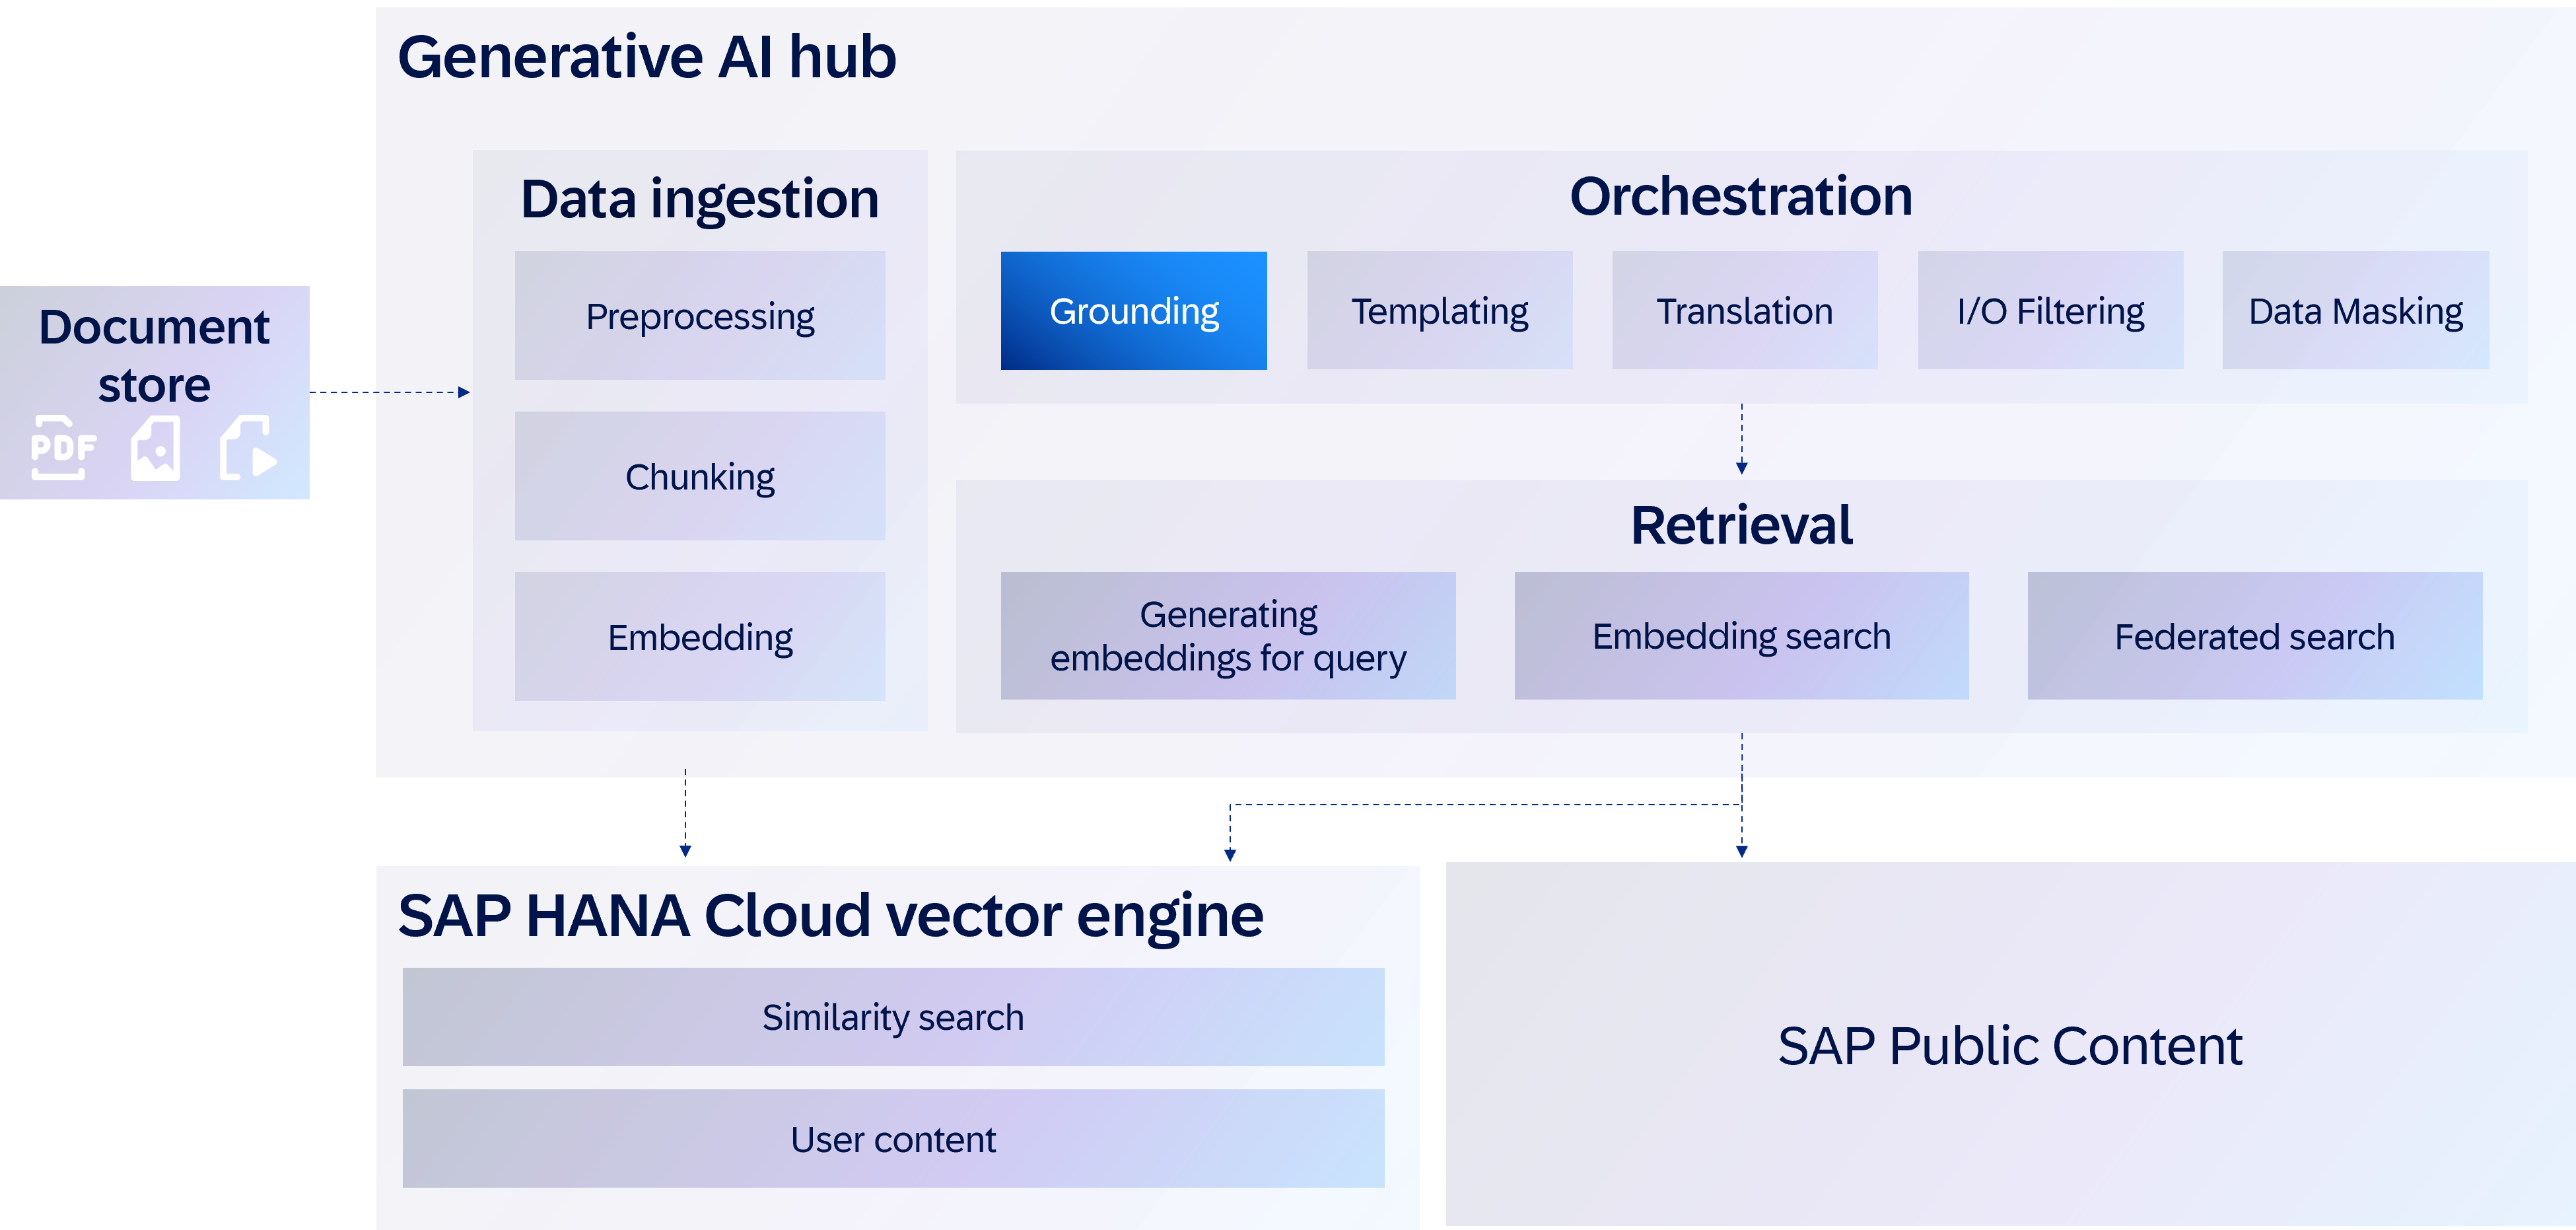 Generative AI hub
Document
store
PDF
Data ingestion
Preprocessing
Chunking
Embedding
Orchestration
Grounding
Templating
Translation
I/O Filtering
Data Masking
Retrieval
Generating
embeddings for query
Embedding search
Federated search
SAP HANA Cloud vector engine
Similarity search
User content
SAP Public Content